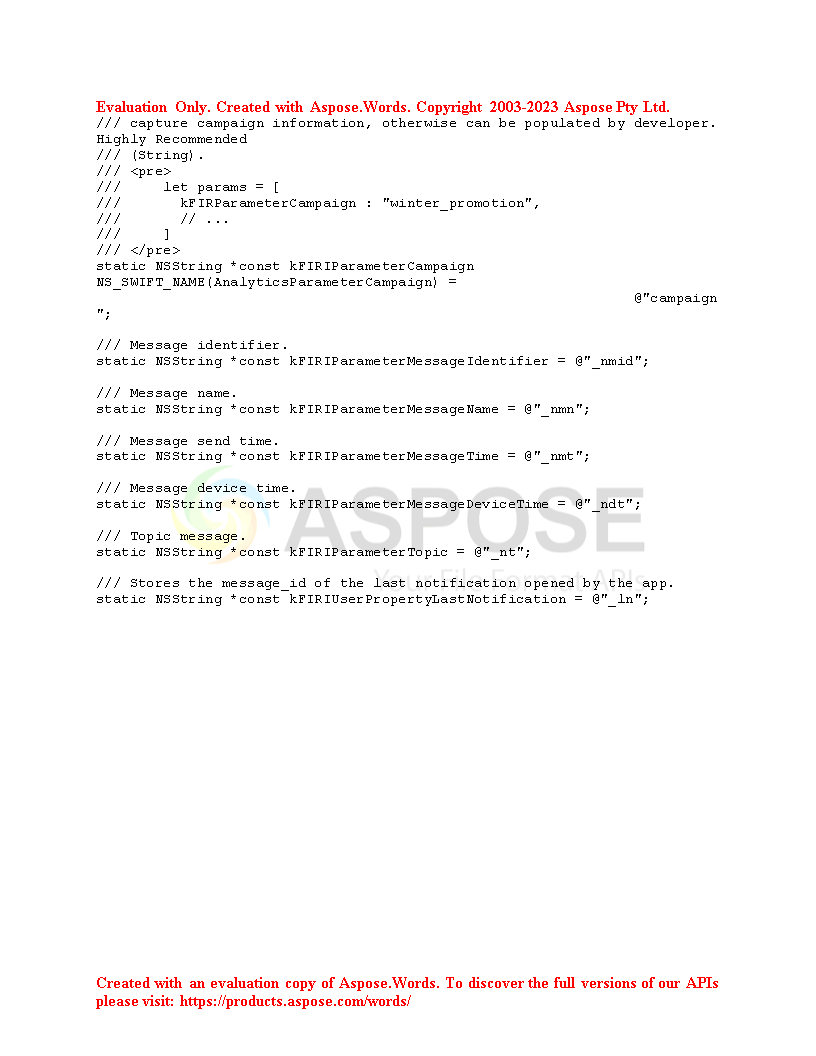 Evaluation Only. Created with Aspose.Words. Copyright 2003-2023 Aspose Pty Ltd.
/// capture campaign information, otherwise can be populated by developer.
Highly Recommended
/// (String).
/// <pre>
///     let params = [
///       kFIRParameterCampaign : "winter_promotion",
///       // ...
///     ]
/// </pre>
static NSString *const kFIRIParameterCampaign
NS_SWIFT_NAME(AnalyticsParameterCampaign) =
                                                                @"campaign
";

/// Message identifier.
static NSString *const kFIRIParameterMessageIdentifier = @"_nmid";

/// Message name.
static NSString *const kFIRIParameterMessageName = @"_nmn";

/// Message send time.
static NSString *const kFIRIParameterMessageTime = @"_nmt";

/// Message device time.
static NSString *const kFIRIParameterMessageDeviceTime = @"_ndt";
ASPOSE

/// Topic message.
static NSString *const kFIRIParameterTopic = @"_nt";

Your File Format APIs
/// Stores the message_id of the last notification opened by the app.
static NSString *const kFIRIUserPropertyLastNotification = @"_ln";

Created with an evaluation copy of Aspose.Words. To discover the full versions of our APIs
please visit: https://products.aspose.com/words/